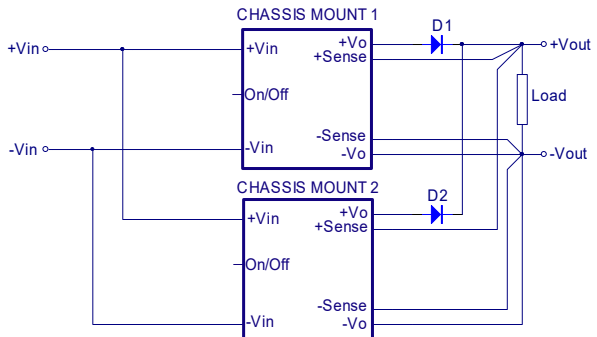 CHASSIS MOUNT 1
D1
+Vin
+Vin
+Vo
+Vout
+Sense
On/Off
Load
-Sense
-Vin
-Vin
-Vo
-Vout
CHASSIS MOUNT 2
D2
+Vin
+Vo
+Sense
On/Off
-Sense
-Vin
-Vo